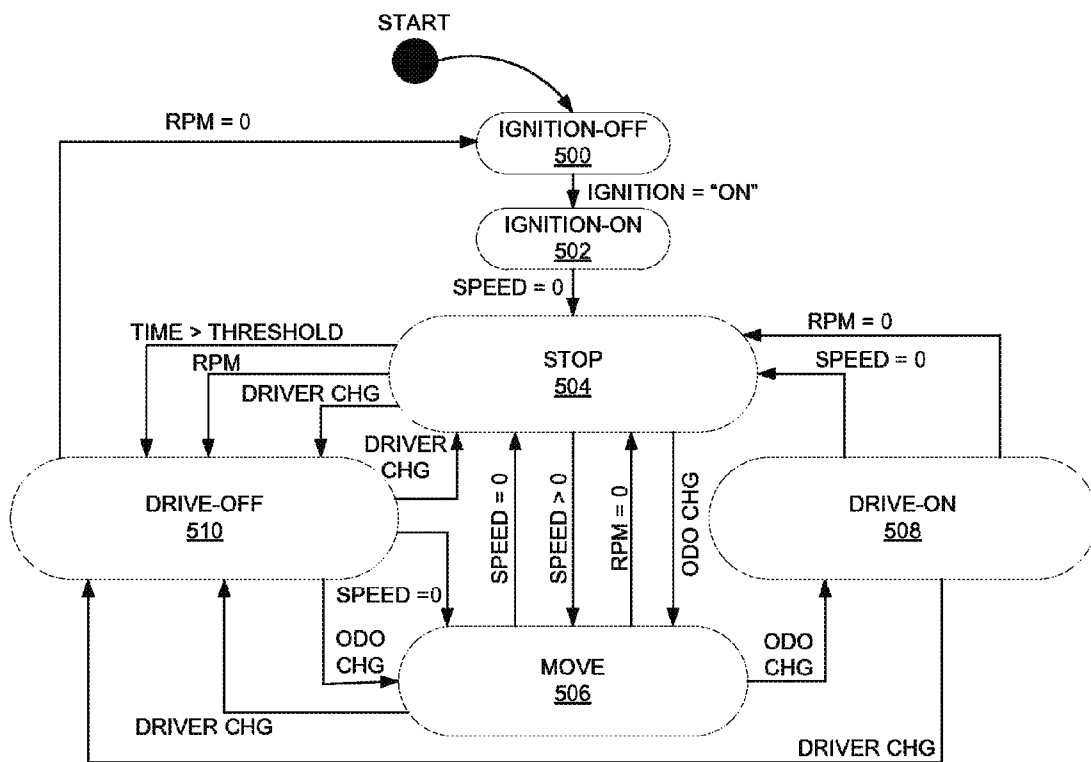 START
RPM = 0
IGNITION-OFF
500
IGNITION = "ON"
IGNITION-ON
502
SPEED = 0
TIME > THRESHOLD
RPM
DRIVER CHG
STOP
504
RPM = 0
SPEED = 0
DRIVER
CHG
DRIVE-OFF
510
SPEED = 0
SPEED > 0
RPM = 0
ODO CHG
DRIVE-ON
508
SPEED =0
ODO
CHG
MOVE
506
ODO
CHG
DRIVER CHG
DRIVER CHG